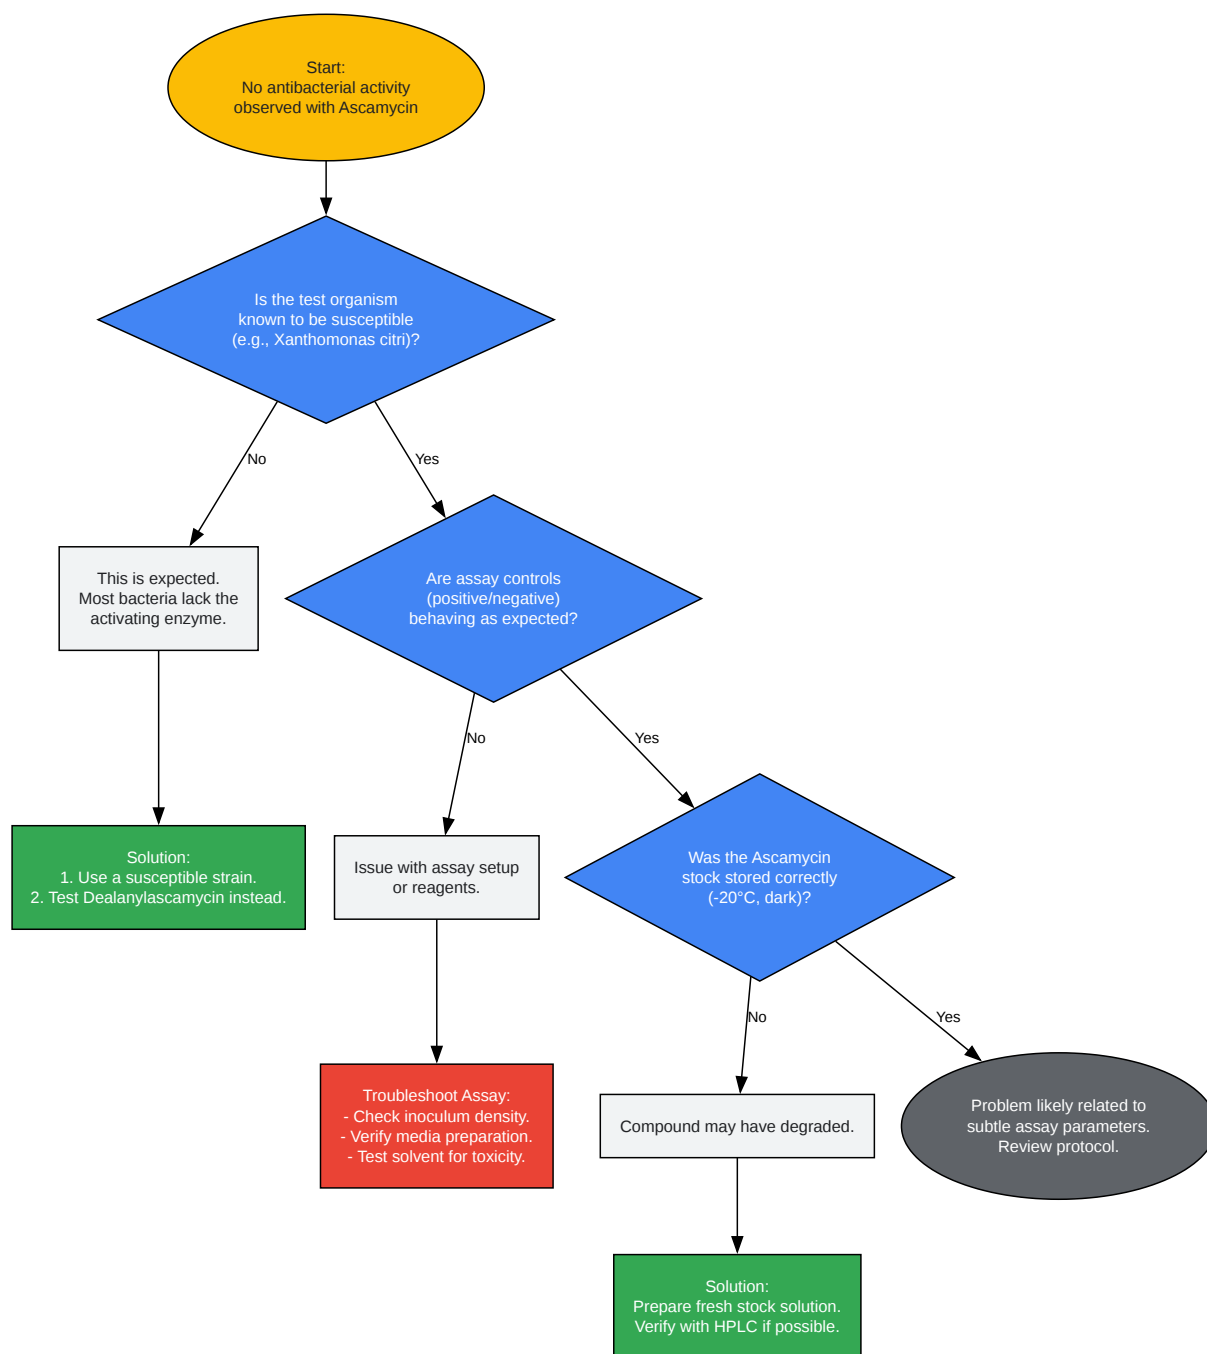 Start:
No antibacterial activity
observed with Ascamycin
Is the test organism
known to be susceptible
(e.g., Xanthomonas citri)?
No
Yes
This is expected.
Most bacteria lack the
activating enzyme.
Are assay controls
(positive/negative)
behaving as expected?
No
Yes
Solution:
1. Use a susceptible strain.
2. Test Dealanylascamycin instead.
Issue with assay setup
or reagents.
Was the Ascamycin
stock stored correctly
(-20°C, dark)?
No
Yes
Troubleshoot Assay:
- Check inoculum density.
- Verify media preparation.
- Test solvent for toxicity.
Compound may have degraded.
Problem likely related to
subtle assay parameters.
Review protocol.
Solution:
Prepare fresh stock solution.
Verify with HPLC if possible.